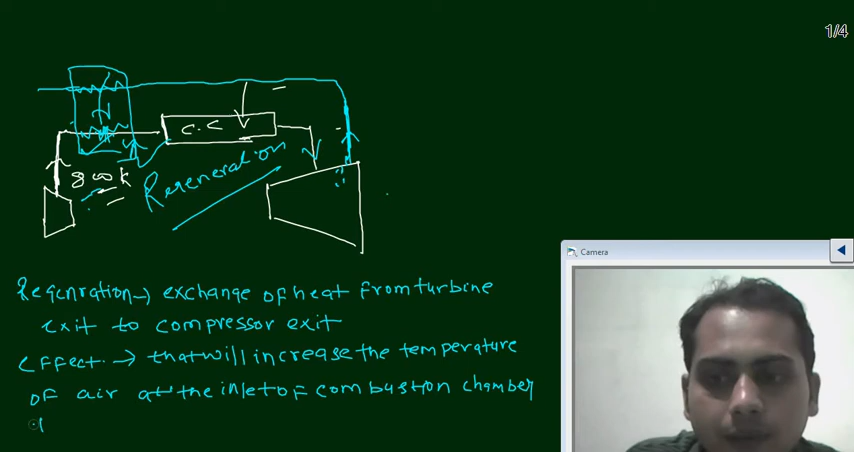 1/4
C.C
800k
Regeneration
Camera
Regenration → exchange of heat from turbine
exit to compressor exit
effect → that will increase the temperature
of air at the inlet of combustion chamber